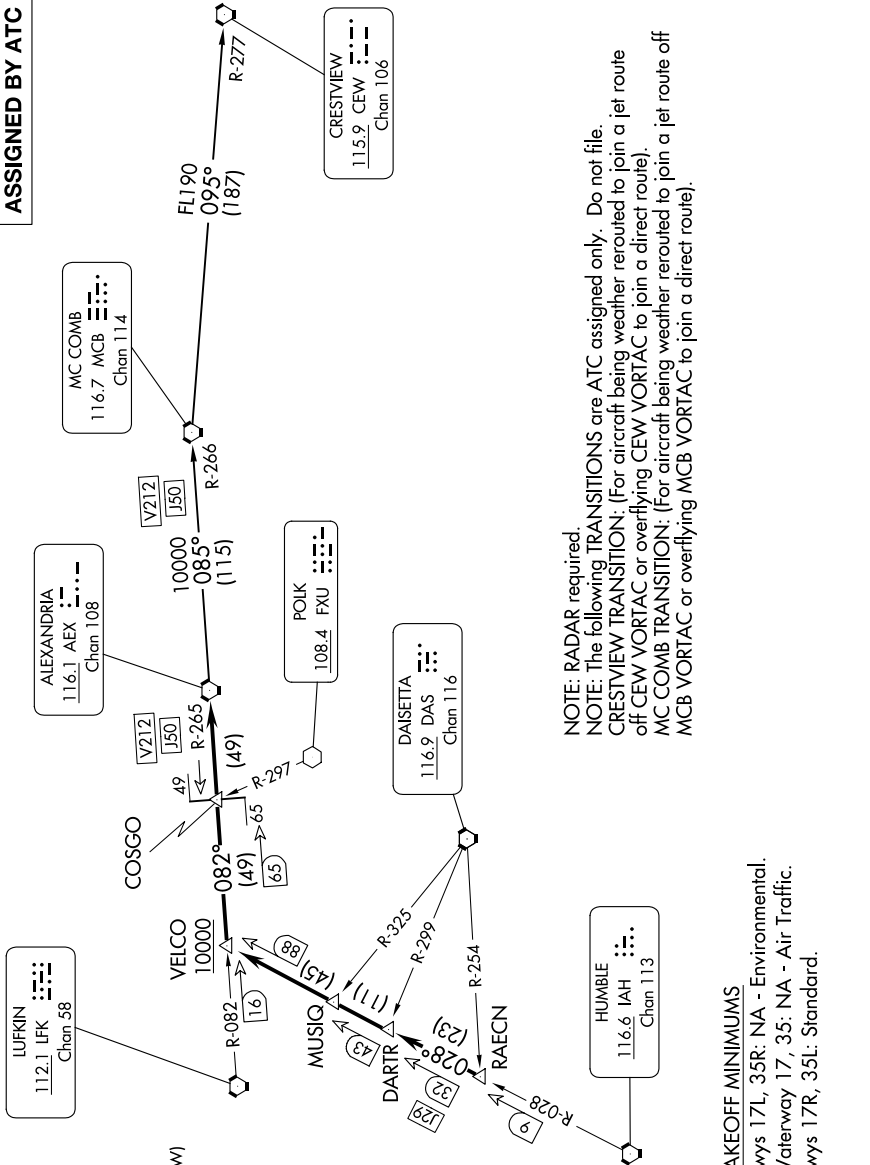 ASSIGNED BY ATC
CRESTVIEW
115.9 CEW
Chan 106
R-277
FL190
095°
(187)
MC COMB
116.7 MCB
Chan 114
R-266
V212
J50
10000
085°
(115)
ALEXANDRIA
116.1 AEX
Chan 108
V212
J50
R-265
(49)
49
POLK
108.4 FXU
R-297
COSGO
65
65
082°
(49)
VELCO
10000
LUFKIN
112.1 LFK
Chan 58
R-082
16
88
(45)
MUSIQ
(11)
43
DARTR
DAISETTA
116.9 DAS
Chan 116
R-325
R-299
R-254
028°
(23)
32
J29
RAECN
9
R-028
HUMBLE
116.6 IAH
Chan 113
W)
NOTE: RADAR required.
NOTE: The following TRANSITIONS are ATC assigned only. Do not file.
CRESTVIEW TRANSITION: (For aircraft being weather rerouted to join a jet route
off CEW VORTAC or overflying CEW VORTAC to join a direct route).
MC COMB TRANSITION: (For aircraft being weather rerouted to join a jet route off
MCB VORTAC or overflying MCB VORTAC to join a direct route).
AKEOFF MINIMUMS
wys 17L, 35R: NA - Environmental.
Vaterway 17, 35: NA - Air Traffic.
wys 17R, 35L: Standard.